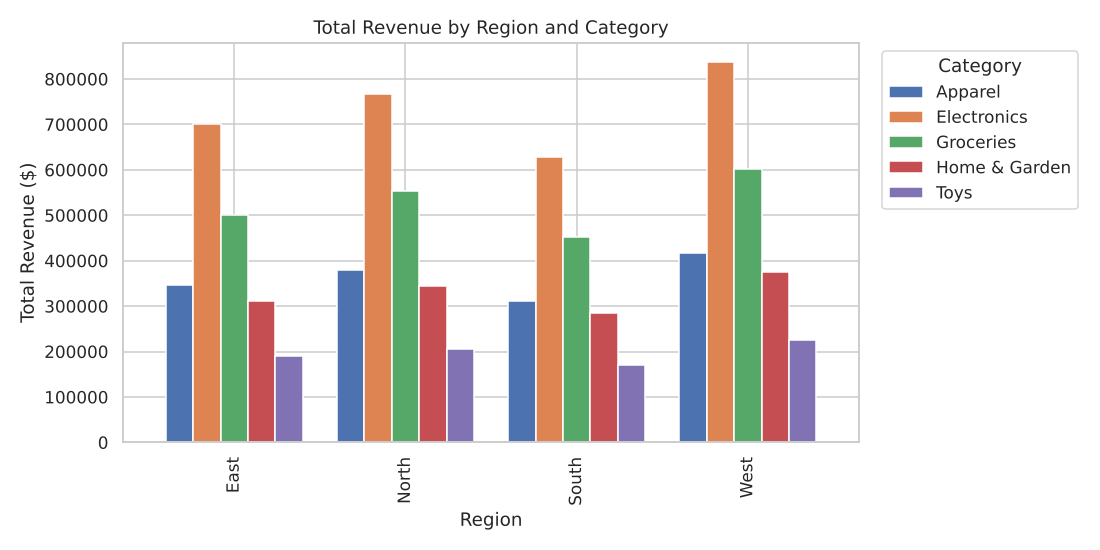 Total Revenue by Region and Category
Total Revenue ($)
800000
700000
600000
500000
400000
300000
200000
100000
0
East
North
South
West
Region
Category
Apparel
Electronics
Groceries
Home & Garden
Toys